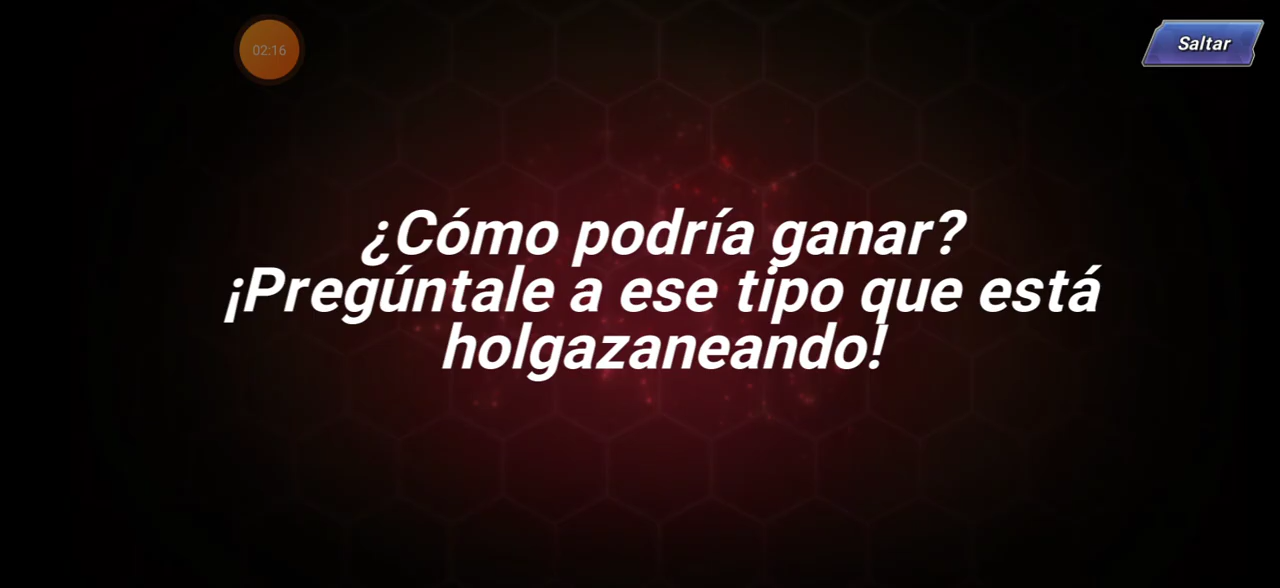 02:16
Saltar
¿Cómo podría ganar?
¡Pregúntale a ese tipo que está
holgazaneando!